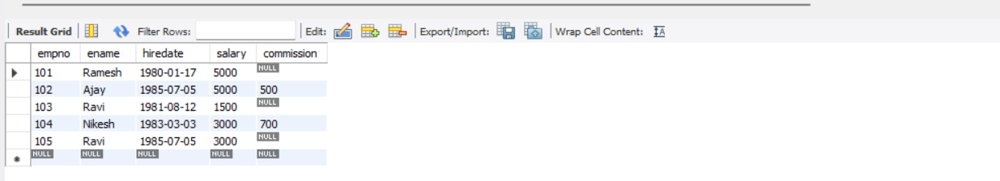 Result Grid Filter Rows: Edit: Export/Import: Wrap Cell Content: IA
empno ename hiredate salary commission
101 Ramesh 1980-01-17 5000 NULL
102 Ajay 1985-07-05 5000 500
103 Ravi 1981-08-12 1500 NULL
104 Nikesh 1983-03-03 3000 700
105 Ravi 1985-07-05 3000 NULL
NULL NULL NULL NULL NULL